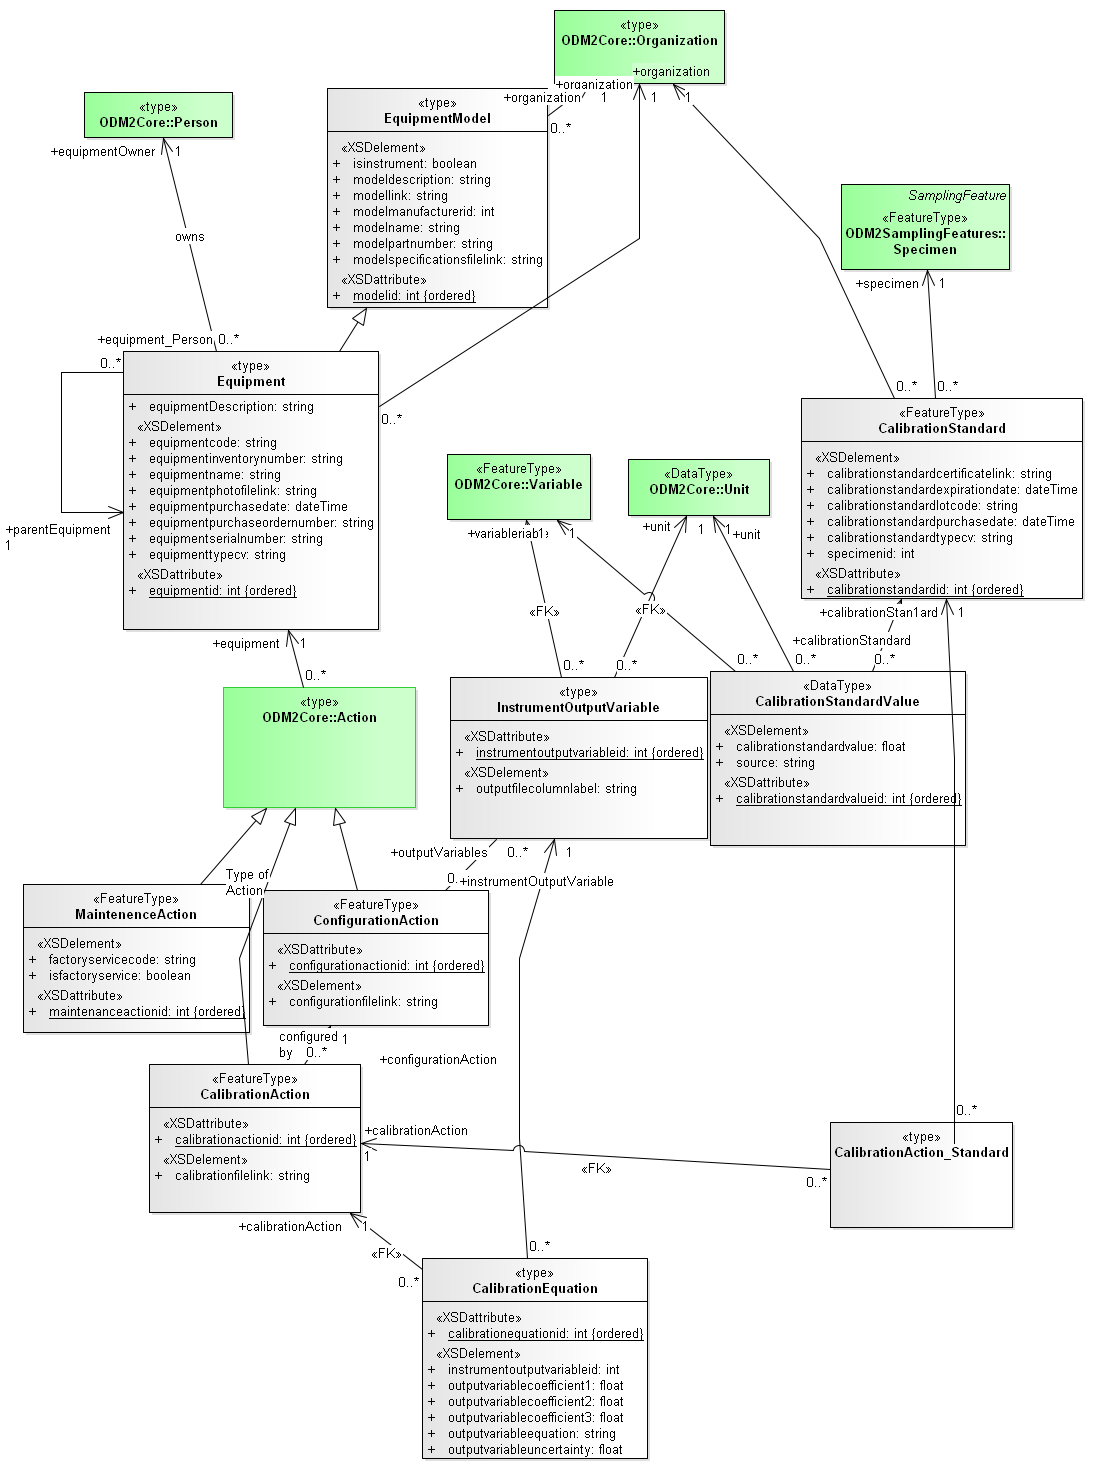 «type»
ODM2Core::Organization
+organization
+organization
1
+organization
1
1
0..*
«type»
ODM2Core::Person
+equipmentOwner
1
owns
+equipment_Person
0..*
«type»
EquipmentModel
«XSDelement»
+ isinstrument: boolean
+ modeldescription: string
+ modellink: string
+ modelmanufacturerid: int
+ modelname: string
+ modelpartnumber: string
+ modelspecificationsfilelink: string
«XSDattribute»
+ modelid: int {ordered}
SamplingFeature
«FeatureType»
ODM2SamplingFeatures::
Specimen
+specimen
1
0..*
0..*
«type»
Equipment
+ equipmentDescription: string
«XSDelement»
+ equipmentcode: string
+ equipmentinventorynumber: string
+ equipmentname: string
+ equipmentphotofilelink: string
+ equipmentpurchasedate: dateTime
+ equipmentpurchaseordernumber: string
+ equipmentserialnumber: string
+ equipmenttypecv: string
«XSDattribute»
+ equipmentid: int {ordered}
0..*
+parentEquipment
1
0..*
«FeatureType»
CalibrationStandard
«XSDelement»
+ calibrationstandardcertificatelink: string
+ calibrationstandardexpirationdate: dateTime
+ calibrationstandardlotcode: string
+ calibrationstandardpurchasedate: dateTime
+ calibrationstandardtypecv: string
+ specimenid: int
«XSDattribute»
+ calibrationstandardid: int {ordered}
«FeatureType»
ODM2Core::Variable
1
«DataType»
ODM2Core::Unit
+unit
1
1
+unit
«FK»
«FK»
+calibrationStan1ard
1
+calibrationStandard
0..*
0..*
0..*
0..*
0..*
+equipment
1
0..*
«type»
ODM2Core::Action
«type»
InstrumentOutputVariable
«XSDattribute»
+ instrumentoutputvariableid: int {ordered}
«XSDelement»
+ outputfilecolumnlabel: string
«DataType»
CalibrationStandardValue
«XSDelement»
+ calibrationstandardvalue: float
+ source: string
«XSDattribute»
+ calibrationstandardvalueid: int {ordered}
+outputVariables
0..*
1
+instrumentOutputVariable
Type of
Action
«FeatureType»
MaintenenceAction
«XSDelement»
+ factoryservicecode: string
+ isfactoryservice: boolean
«XSDattribute»
+ maintenanceactionid: int {ordered}
«FeatureType»
ConfigurationAction
«XSDattribute»
+ configurationactionid: int {ordered}
«XSDelement»
+ configurationfilelink: string
configured
by
1
0..*
+configurationAction
«FeatureType»
CalibrationAction
«XSDattribute»
+ calibrationactionid: int {ordered}
«XSDelement»
+ calibrationfilelink: string
+calibrationAction
1
«FK»
0..*
0..*
«type»
CalibrationAction_Standard
+calibrationAction
1
«FK»
0..*
0..*
«type»
CalibrationEquation
«XSDattribute»
+ calibrationequationid: int {ordered}
«XSDelement»
+ instrumentoutputvariableid: int
+ outputvariablecoefficient1: float
+ outputvariablecoefficient2: float
+ outputvariablecoefficient3: float
+ outputvariableequation: string
+ outputvariableuncertainty: float